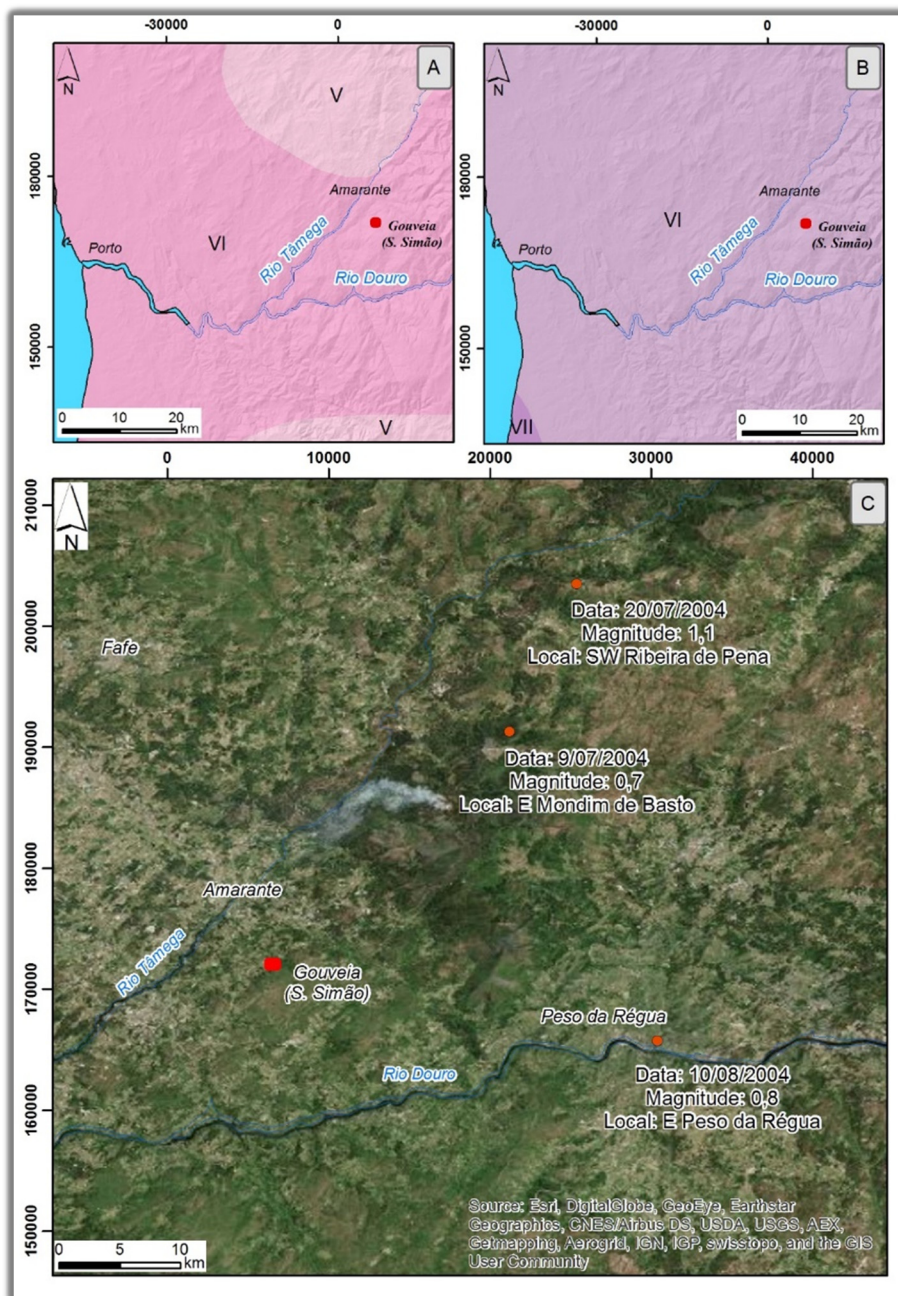 -30000 0
A
N
V
180000
Amarante
Gouveia
(S. Simão)
VI
Porto
Rio Tâmega
Rio Douro
150000
V
0 10 20
km
-30000 0
B
N
180000
Amarante
Gouveia
(S. Simão)
VI
Porto
Rio Tâmega
Rio Douro
150000
VII
0 10 20
km
0 10000 20000 30000 40000
C
N
210000
200000
190000
180000
170000
160000
150000
Data: 20/07/2004
Magnitude: 1,1
Local: SW Ribeira de Pena
Fafe
Data: 9/07/2004
Magnitude: 0,7
Local: E Mondim de Basto
Amarante
Rio Tâmega
Gouveia
(S. Simão)
Peso da Régua
Rio Douro
Data: 10/08/2004
Magnitude: 0,8
Local: E Peso da Régua
Source: Esri, DigitalGlobe, GeoEye, Earthstar
Geographics, CNES/Airbus DS, USDA, USGS, AEX,
Getmapping, Aerogrid, IGN, IGP, swisstopo, and the GIS
User Community
0 5 10
km